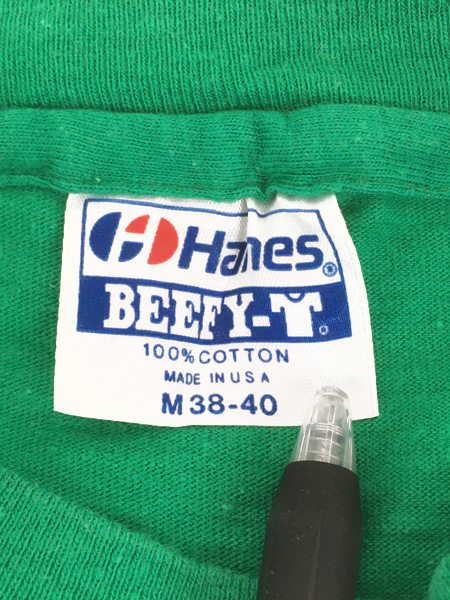 Hanes®
BEEFY-T®
100% COTTON
MADE IN USA
M 38-40